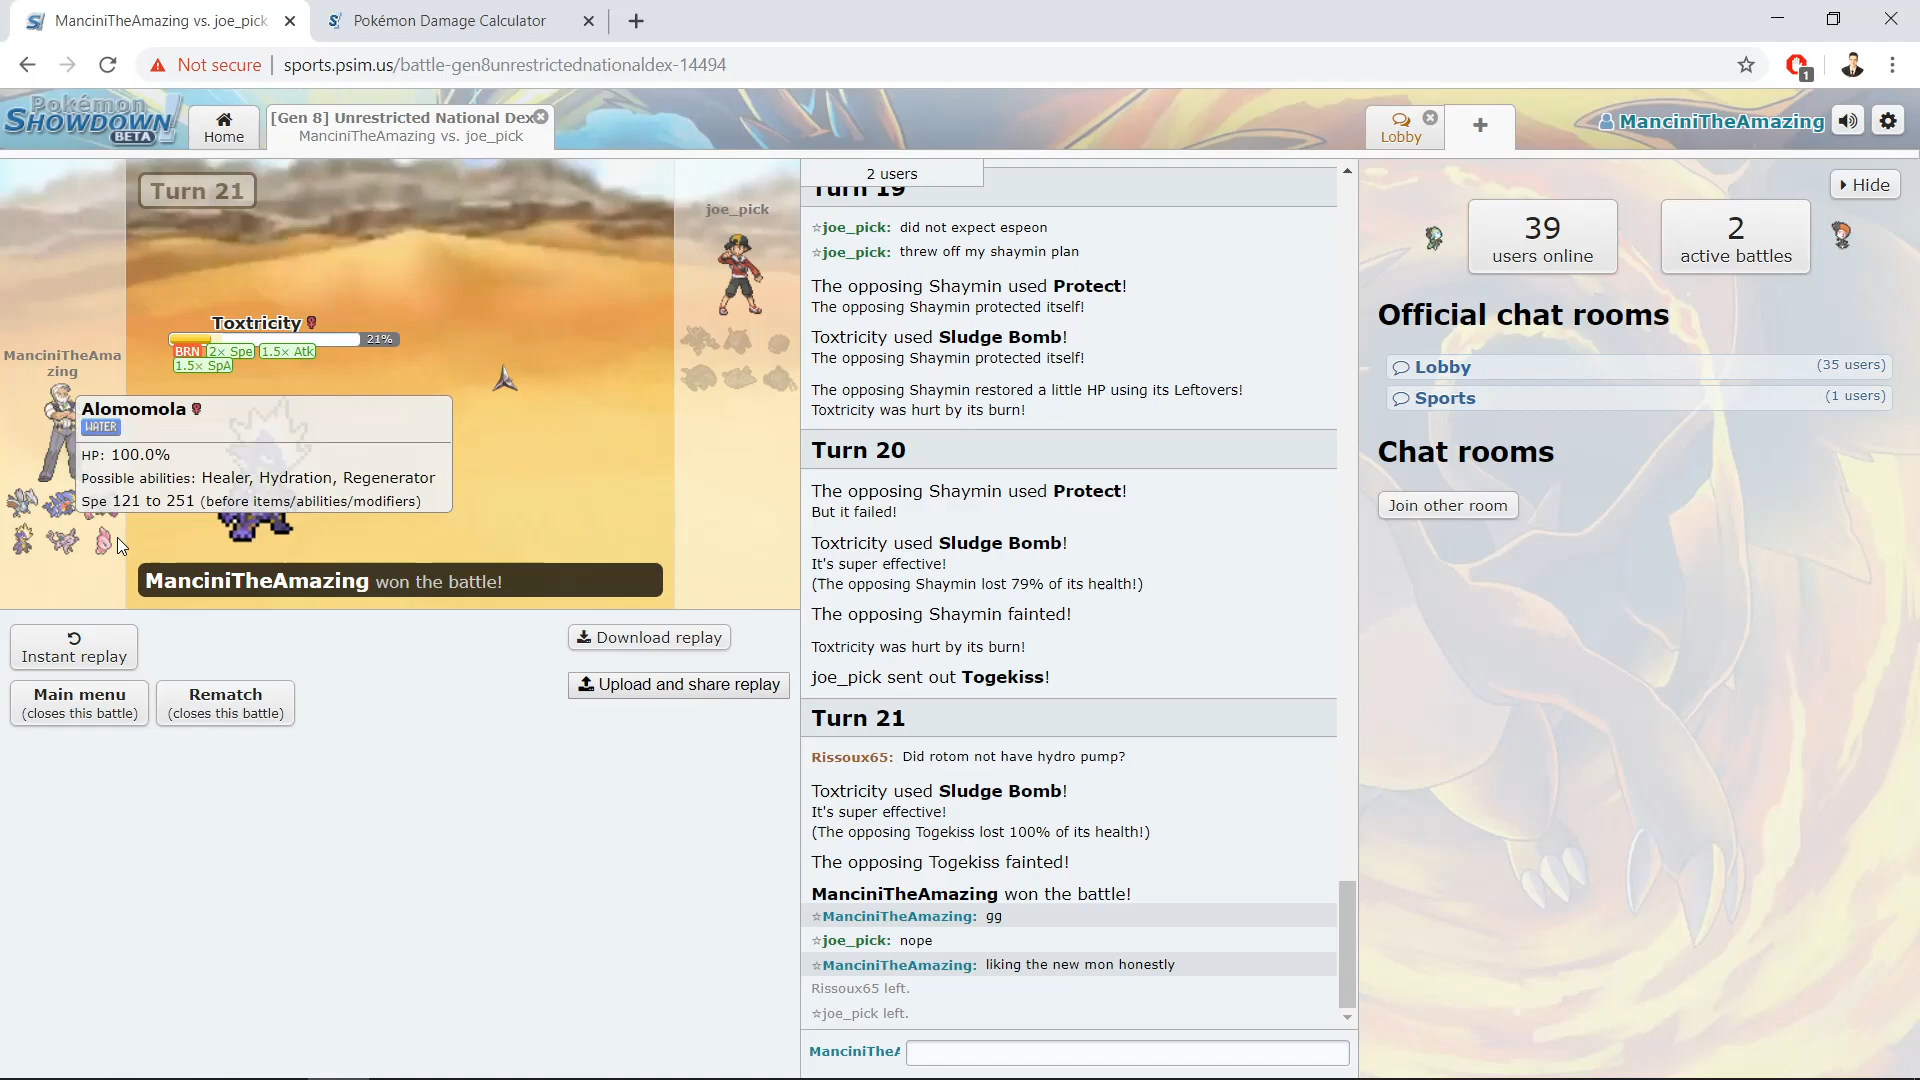 ManciniTheAmazing vs. joe_pick
Pokémon Damage Calculator
Not secure | sports.psim.us/battle-gen8unrestrictednationaldex-14494
1
Pokémon
SHOWDOWN
BETA
Home
[Gen 8] Unrestricted National Dex
ManciniTheAmazing vs. joe_pick
Lobby
ManciniTheAmazing
Turn 21
joe_pick
Toxtricity
21%
BRN 2× Spe 1.5× Atk
1.5× SpA
ManciniTheAma
zing
Alomomola
WATER
HP: 100.0%
Possible abilities: Healer, Hydration, Regenerator
Spe 121 to 251 (before items/abilities/modifiers)
ManciniTheAmazing won the battle!
Instant replay
Download replay
Upload and share replay
Main menu
(closes this battle)
Rematch
(closes this battle)
2 users
Turn 19
☆joe_pick: did not expect espeon
☆joe_pick: threw off my shaymin plan
The opposing Shaymin used Protect!
The opposing Shaymin protected itself!
Toxtricity used Sludge Bomb!
The opposing Shaymin protected itself!
The opposing Shaymin restored a little HP using its Leftovers!
Toxtricity was hurt by its burn!
Turn 20
The opposing Shaymin used Protect!
But it failed!
Toxtricity used Sludge Bomb!
It's super effective!
(The opposing Shaymin lost 79% of its health!)
The opposing Shaymin fainted!
Toxtricity was hurt by its burn!
joe_pick sent out Togekiss!
Turn 21
Rissoux65: Did rotom not have hydro pump?
Toxtricity used Sludge Bomb!
It's super effective!
(The opposing Togekiss lost 100% of its health!)
The opposing Togekiss fainted!
ManciniTheAmazing won the battle!
☆ManciniTheAmazing: gg
☆joe_pick: nope
☆ManciniTheAmazing: liking the new mon honestly
Rissoux65 left.
☆joe_pick left.
ManciniTheA
Hide
39
users online
2
active battles
Official chat rooms
Lobby (35 users)
Sports (1 users)
Chat rooms
Join other room